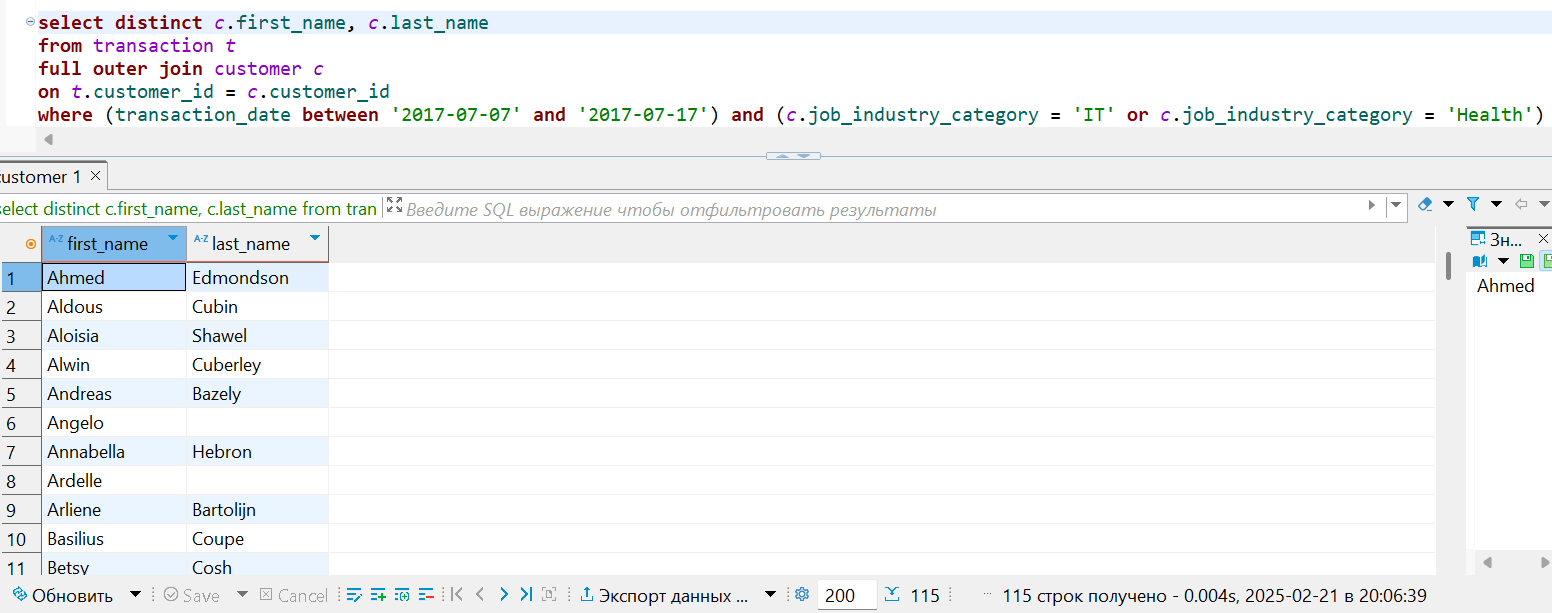 select distinct c.first_name, c.last_name
from transaction t
full outer join customer c
on t.customer_id = c.customer_id
where (transaction_date between '2017-07-07' and '2017-07-17') and (c.job_industry_category = 'IT' or c.job_industry_category = 'Health')
customer 1
select distinct c.first_name, c.last_name from tran Введите SQL выражение чтобы отфильтровать результаты
A-Z first_name A-Z last_name Зн...
1 Ahmed Edmondson Ahmed
2 Aldous Cubin
3 Aloisia Shawel
4 Alwin Cuberley
5 Andreas Bazely
6 Angelo
7 Annabella Hebron
8 Ardelle
9 Arliene Bartolijn
10 Basilius Coupe
11 Betsy Cosh
Обновить Save Cancel Экспорт данных ... 200 115 ... 115 строк получено - 0.004s, 2025-02-21 в 20:06:39